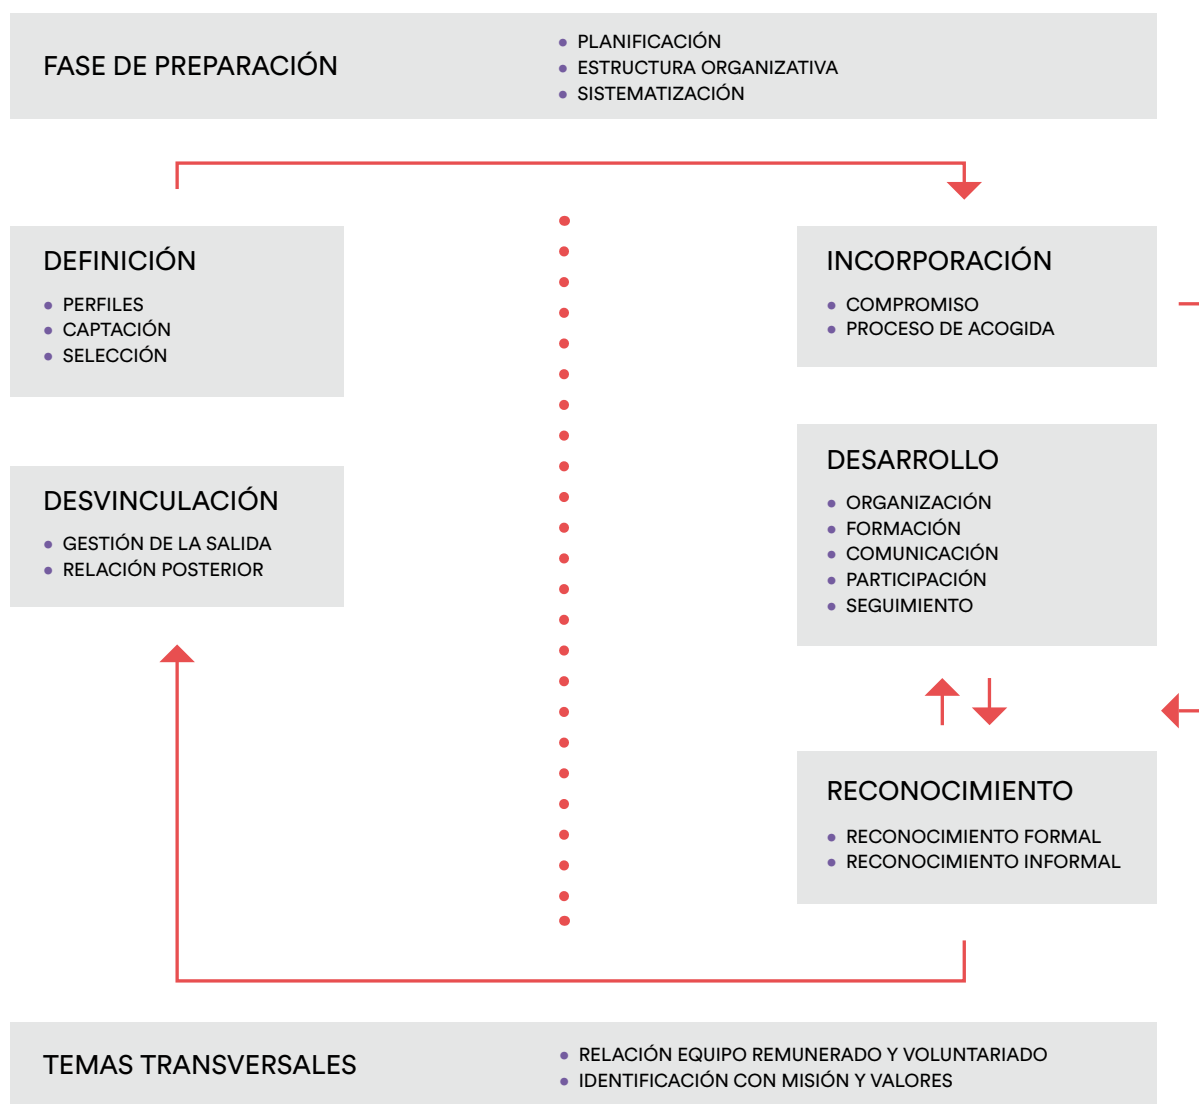 FASE DE PREPARACIÓN
PLANIFICACIÓN
ESTRUCTURA ORGANIZATIVA
SISTEMATIZACIÓN
DEFINICIÓN
PERFILES
CAPTACIÓN
SELECCIÓN
INCORPORACIÓN
COMPROMISO
PROCESO DE ACOGIDA
DESARROLLO
ORGANIZACIÓN
FORMACIÓN
COMUNICACIÓN
PARTICIPACIÓN
SEGUIMIENTO
DESVINCULACIÓN
GESTIÓN DE LA SALIDA
RELACIÓN POSTERIOR
RECONOCIMIENTO
RECONOCIMIENTO FORMAL
RECONOCIMIENTO INFORMAL
TEMAS TRANSVERSALES
RELACIÓN EQUIPO REMUNERADO Y VOLUNTARIADO
IDENTIFICACIÓN CON MISIÓN Y VALORES